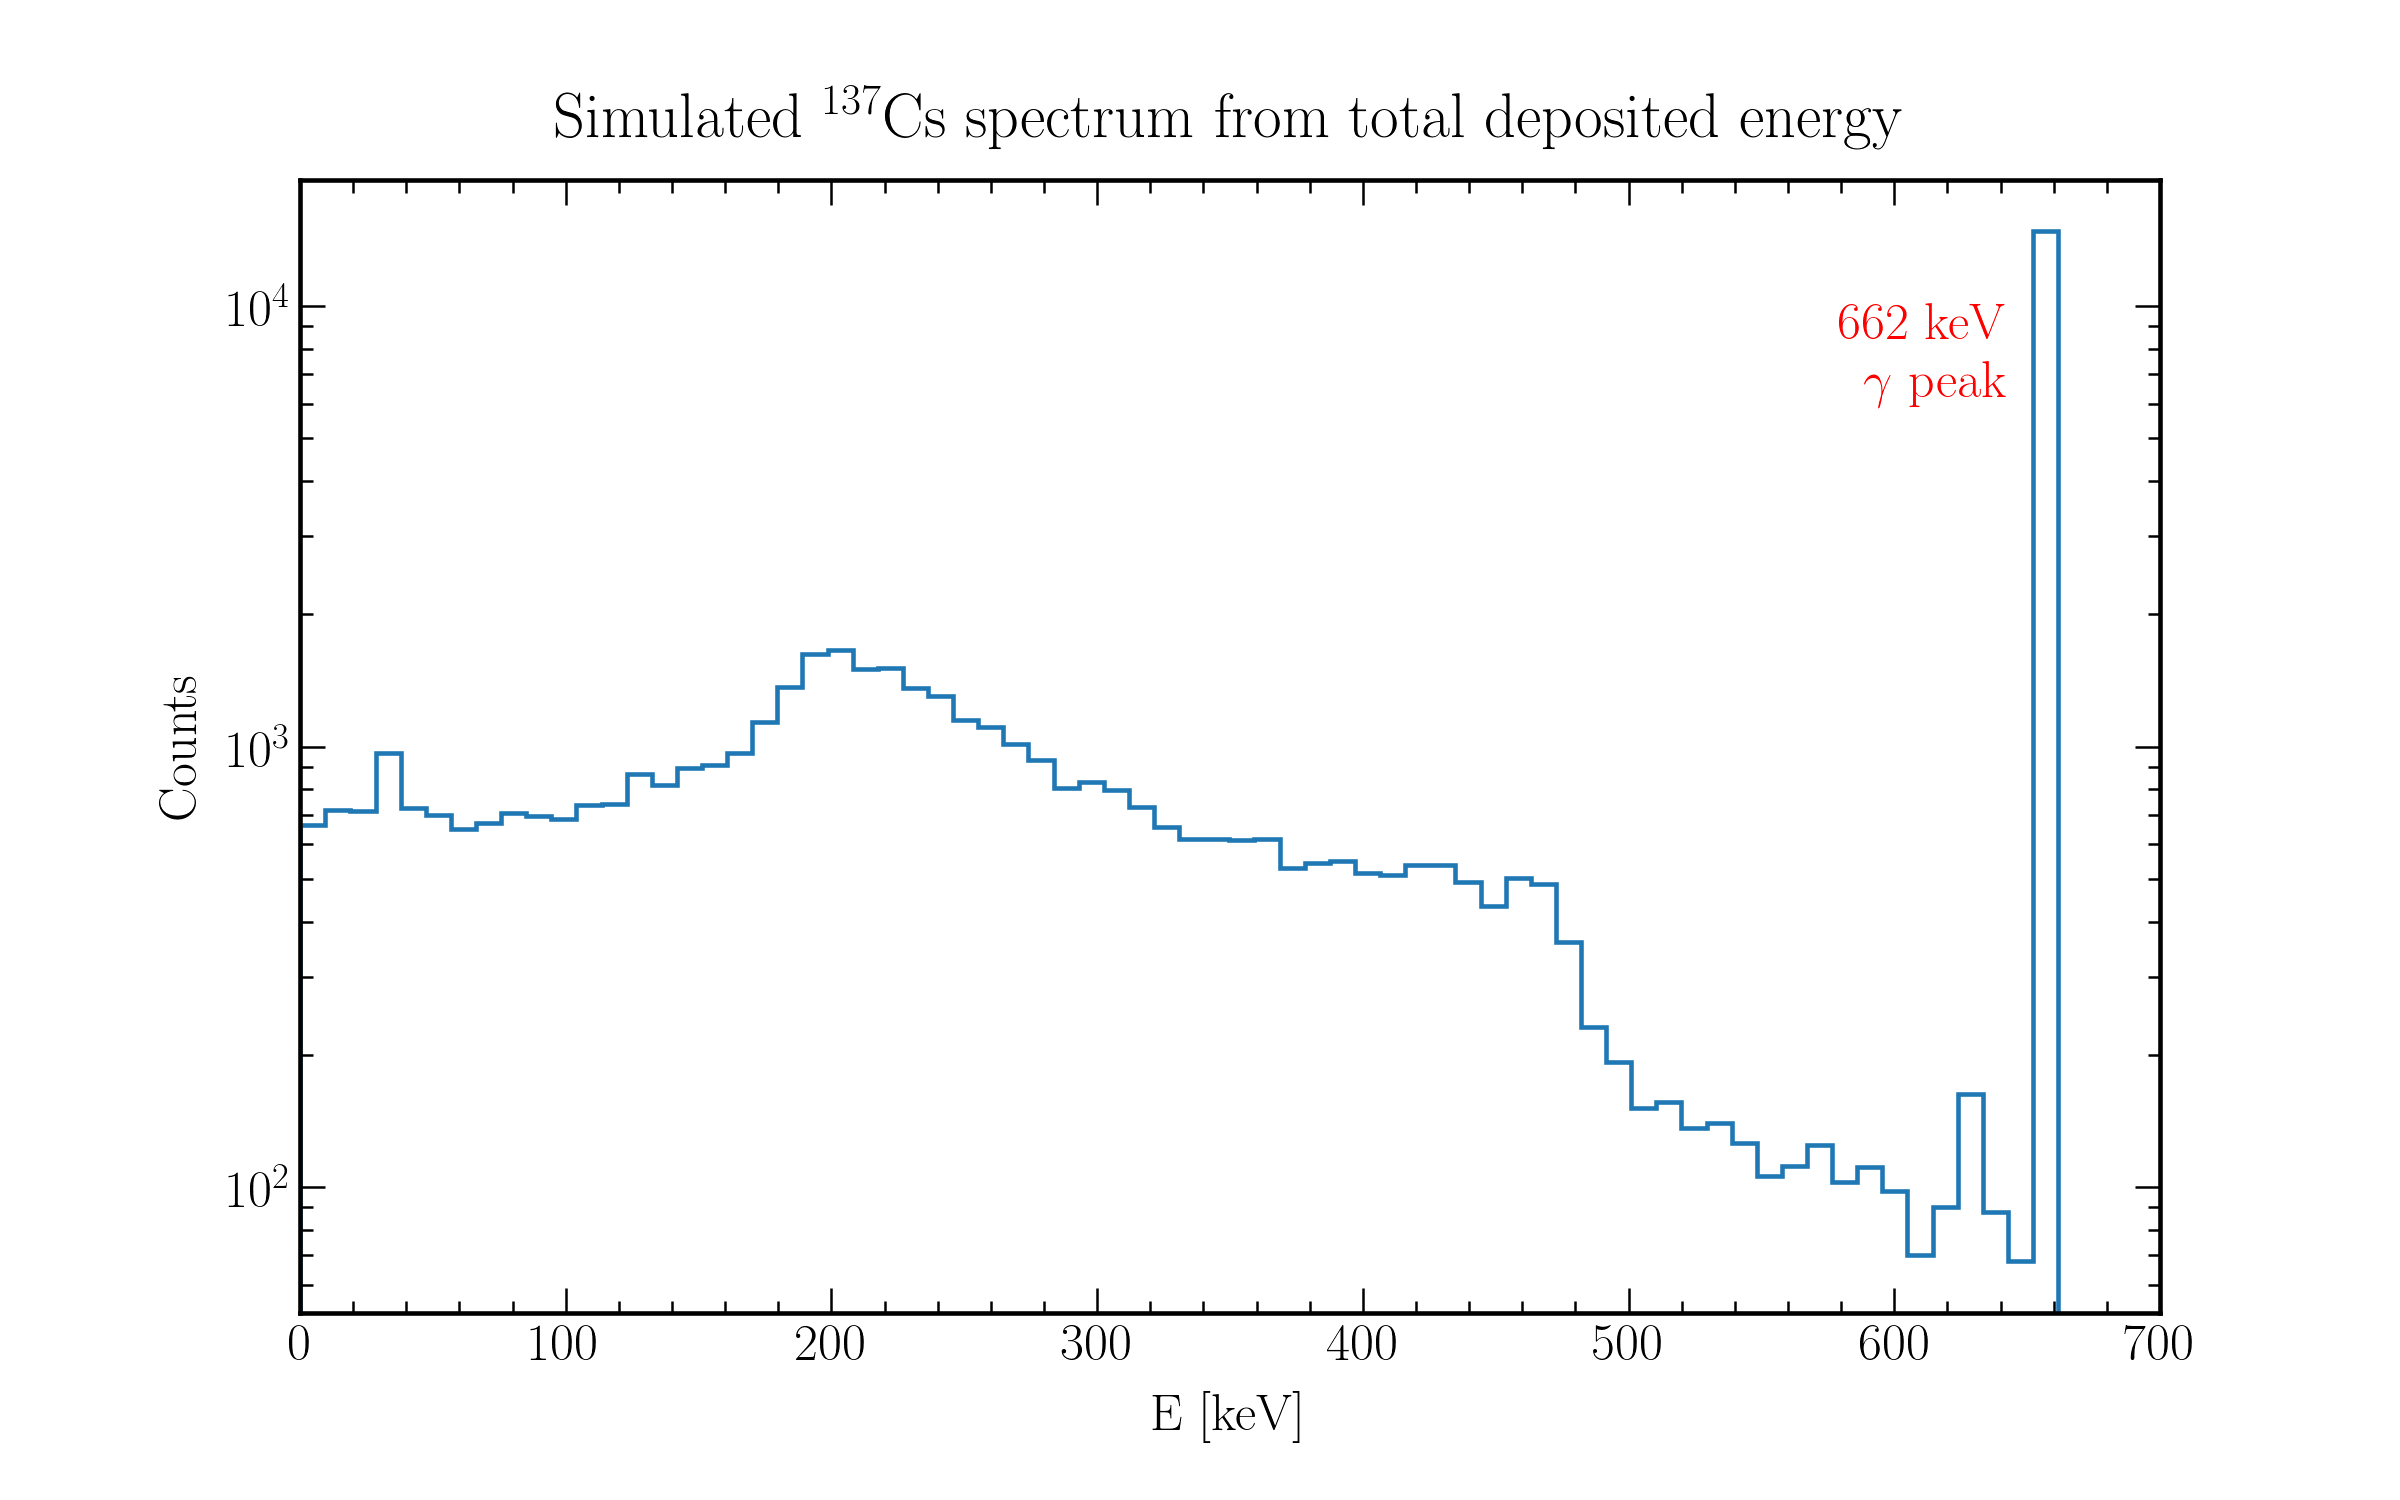 Simulated ¹³⁷Cs spectrum from total deposited energy
10⁴
662 keV
γ peak
Counts
10³
10²
0 100 200 300 400 500 600 700
E [keV]